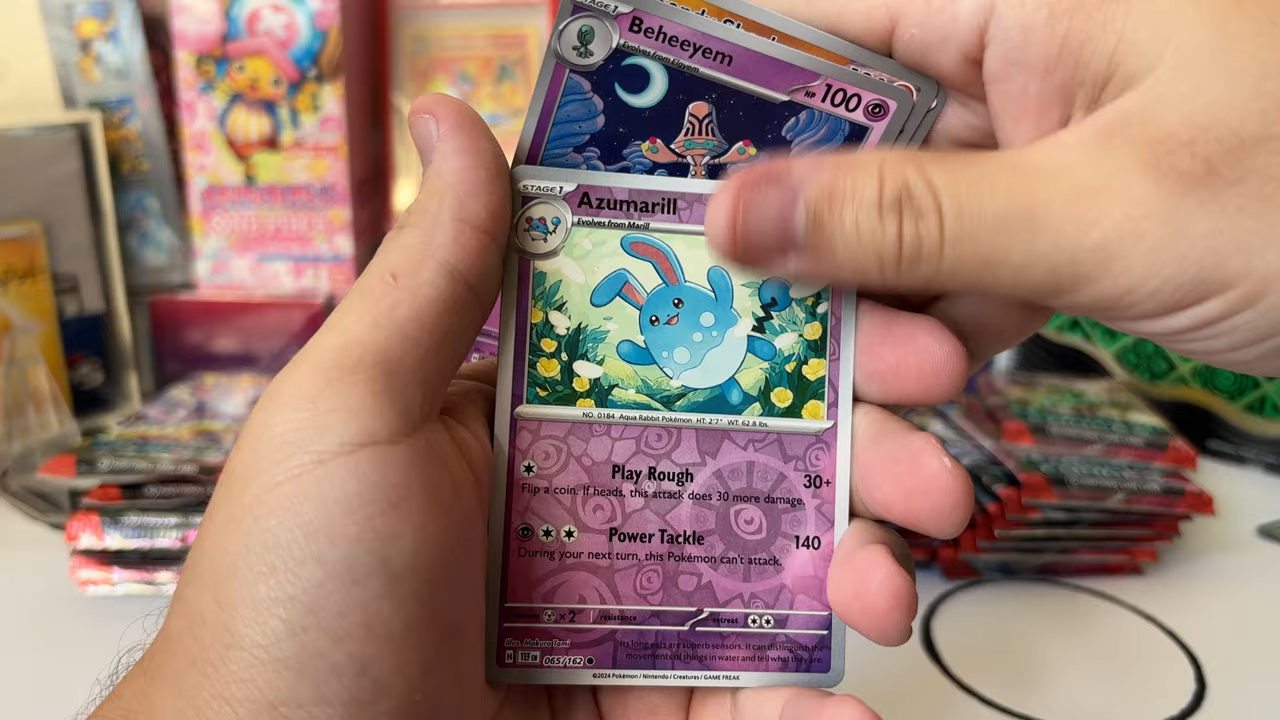 STAGE 1
Beheeyem
Evolves from Elgyem
HP 100
STAGE 1
Azumarill
Evolves from Marill
NO. 0184 Aqua Rabbit Pokémon HT: 2'7" WT: 62.8 lbs.
Play Rough 30+
Flip a coin. If heads, this attack does 30 more damage.
Power Tackle 140
During your next turn, this Pokémon can't attack.
×2 resistance retreat
Illus. Makura Tami
Its long ears are superb sensors. It can distinguish the
movements of things in water and tell what they are.
H TEF EN 065/162
©2024 Pokémon / Nintendo / Creatures / GAME FREAK